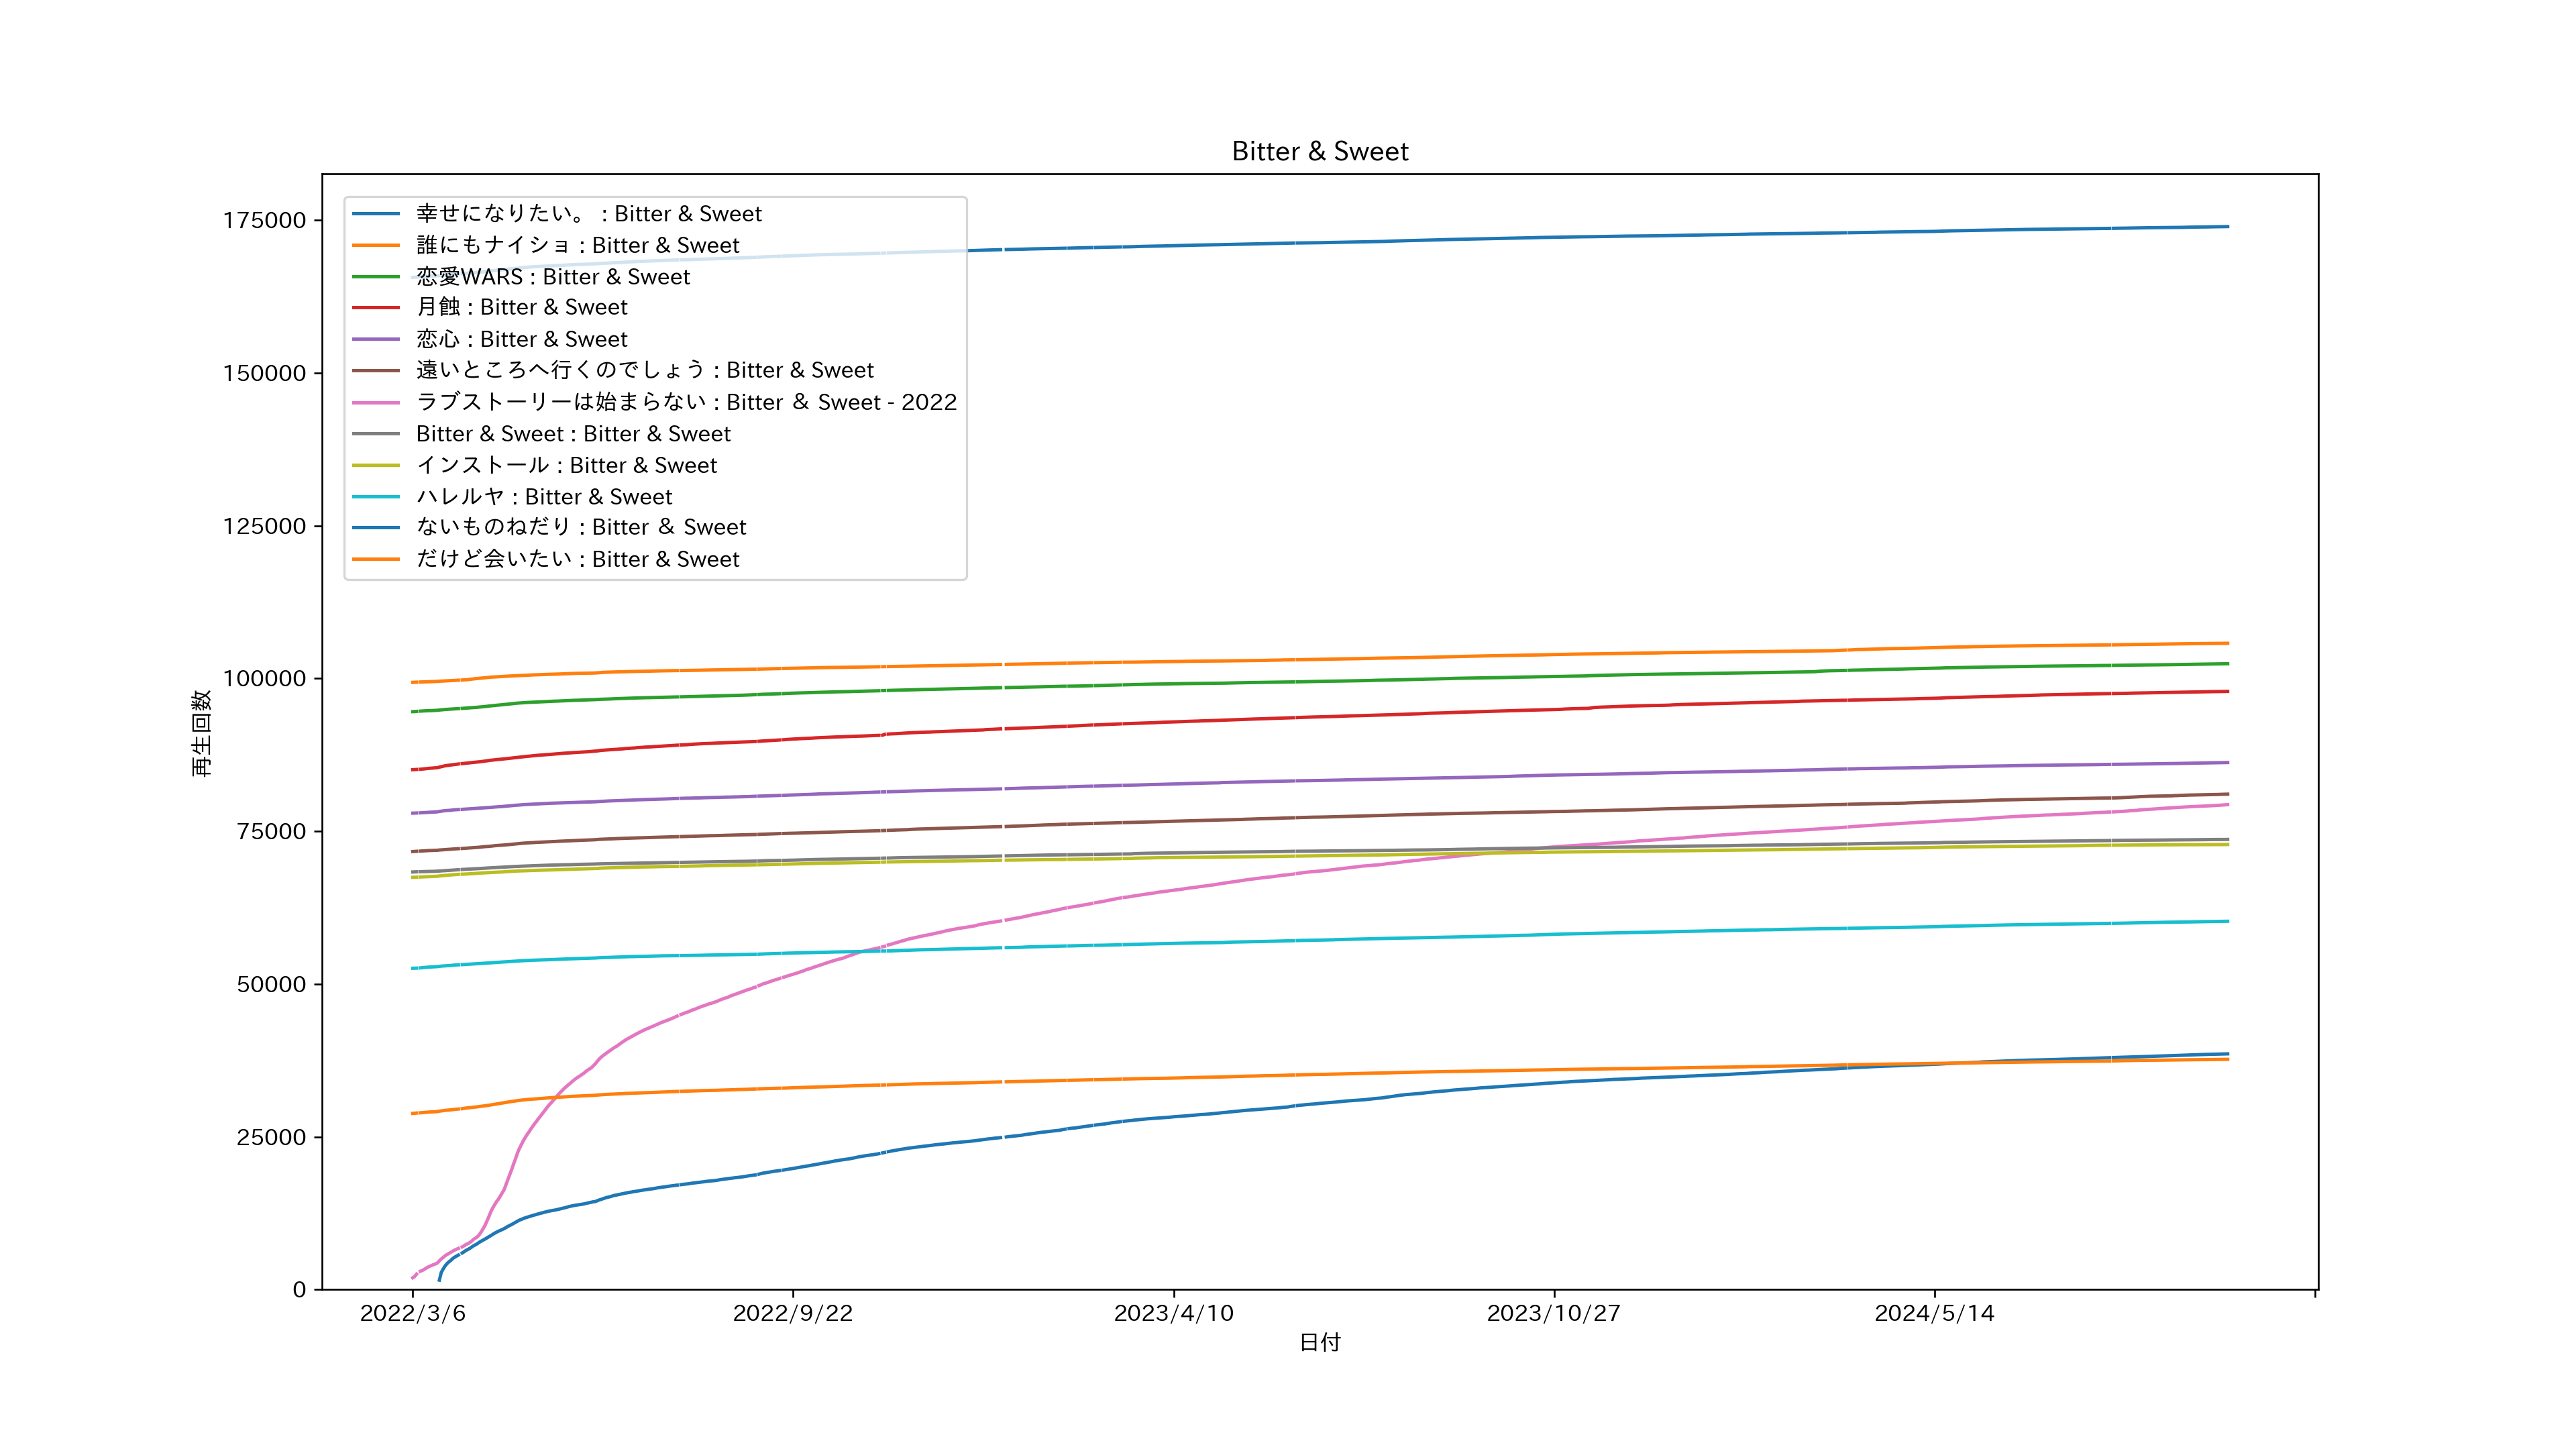 Bitter & Sweet
175000
150000
125000
100000
75000
50000
25000
0
再生回数
幸せになりたい。 : Bitter & Sweet
誰にもナイショ : Bitter & Sweet
恋愛WARS : Bitter & Sweet
月蝕 : Bitter & Sweet
恋心 : Bitter & Sweet
遠いところへ行くのでしょう : Bitter & Sweet
ラブストーリーは始まらない : Bitter ＆ Sweet - 2022
Bitter & Sweet : Bitter & Sweet
インストール : Bitter & Sweet
ハレルヤ : Bitter & Sweet
ないものねだり : Bitter ＆ Sweet
だけど会いたい : Bitter & Sweet
2022/3/6 2022/9/22 2023/4/10 2023/10/27 2024/5/14
日付